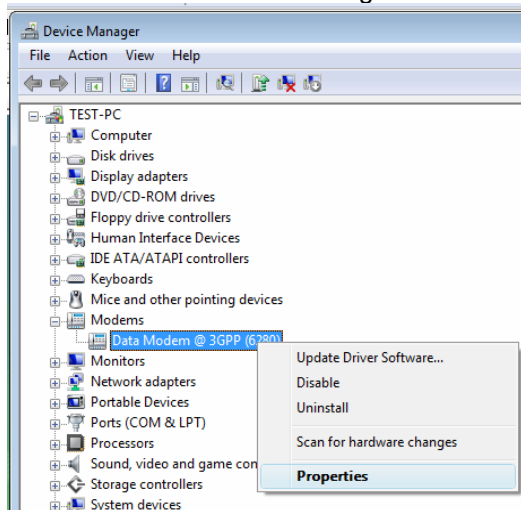 Device Manager
File Action View Help
TEST-PC
Computer
Disk drives
Display adapters
DVD/CD-ROM drives
Floppy drive controllers
Human Interface Devices
IDE ATA/ATAPI controllers
Keyboards
Mice and other pointing devices
Modems
Data Modem @ 3GPP (6280)
Monitors
Network adapters
Portable Devices
Ports (COM & LPT)
Processors
Sound, video and game con
Storage controllers
System devices
Update Driver Software...
Disable
Uninstall
Scan for hardware changes
Properties